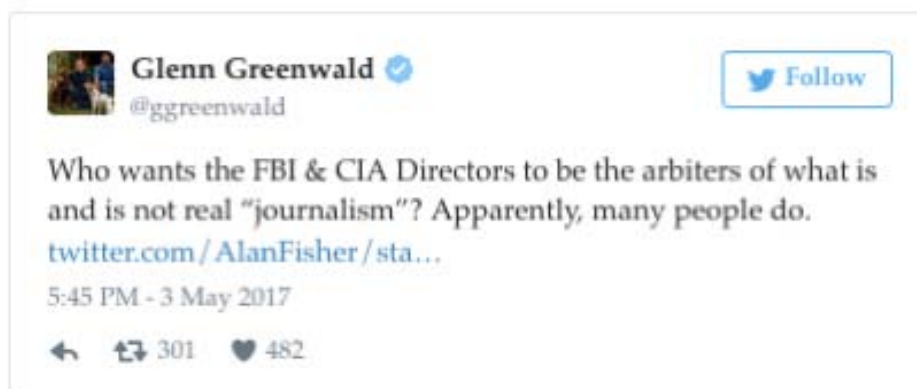 Glenn Greenwald
@ggreenwald
Follow
Who wants the FBI & CIA Directors to be the arbiters of what is
and is not real “journalism”? Apparently, many people do.
twitter.com/AlanFisher/sta…
5:45 PM - 3 May 2017
301 482